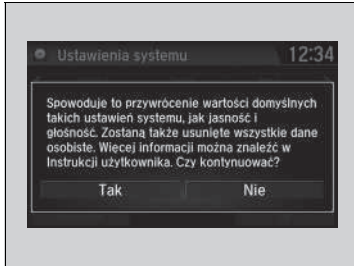 Ustawienia systemu
12:34
Spowoduje to przywrócenie wartości domyślnych
takich ustawień systemu, jak jasność i
głośność. Zostaną także usunięte wszystkie dane
osobiste. Więcej informacji można znaleźć w
Instrukcji użytkownika. Czy kontynuować?
Tak
Nie